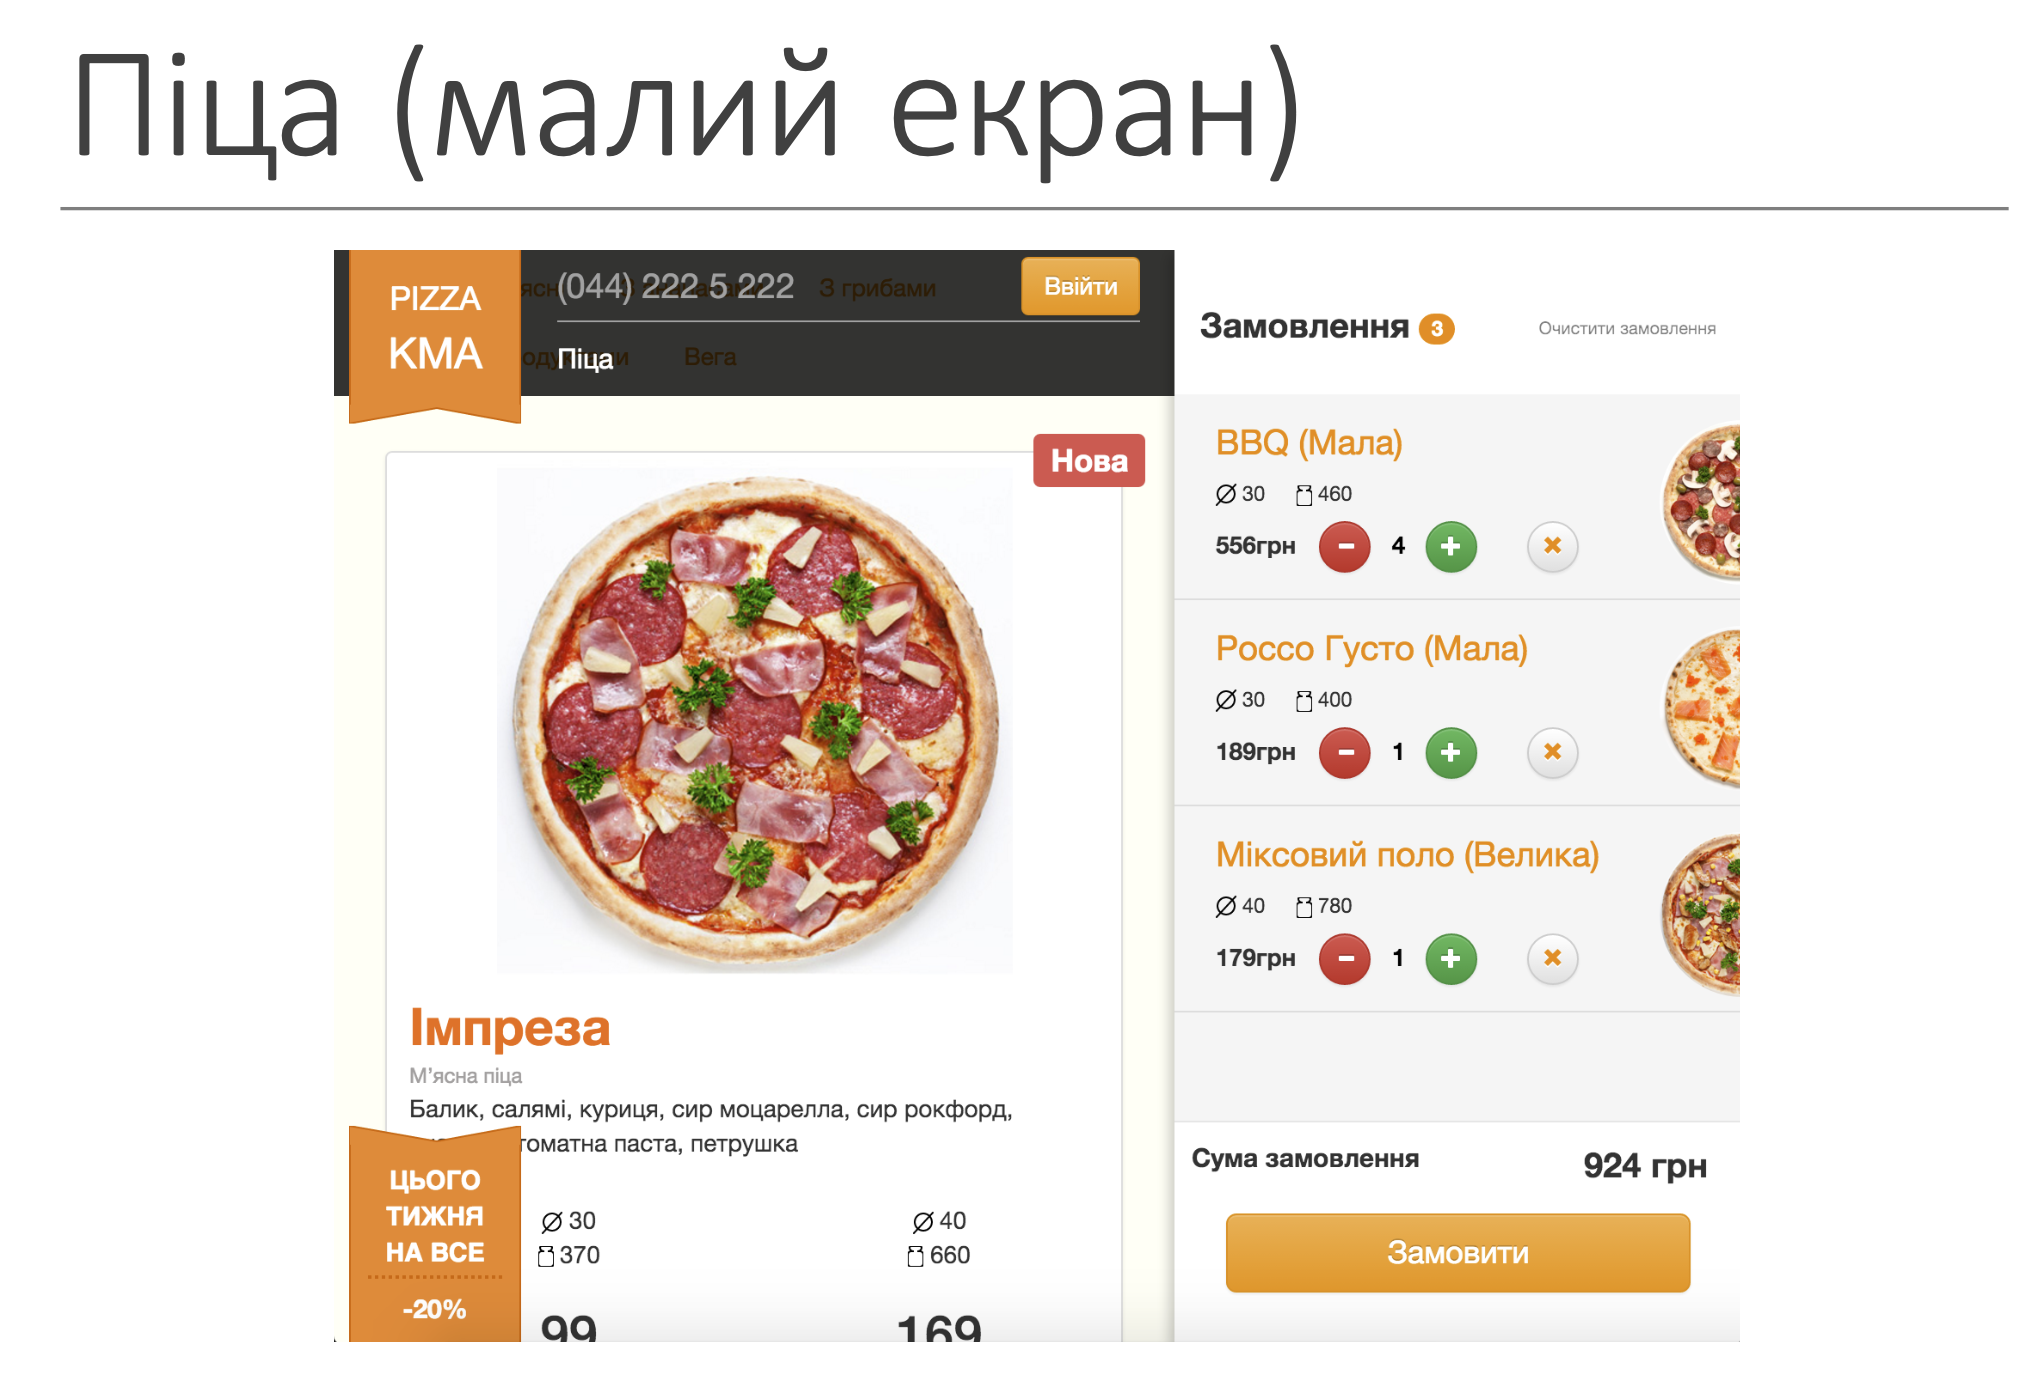 Піца (малий екран)
PIZZA
KMA
(044) 222 5 222
З грибами
Ввійти
Піца
Вега
Нова
Імпреза
М'ясна піца
Балик, салямі, куриця, сир моцарелла, сир рокфорд,
томатна паста, петрушка
ЦЬОГО
ТИЖНЯ
НА ВСЕ
-20%
30
370
99
40
660
169
Замовлення 3
Очистити замовлення
BBQ (Мала)
30 460
556грн - 4 + ×
Россо Густо (Мала)
30 400
189грн - 1 + ×
Міксовий поло (Велика)
40 780
179грн - 1 + ×
Сума замовлення 924 грн
Замовити